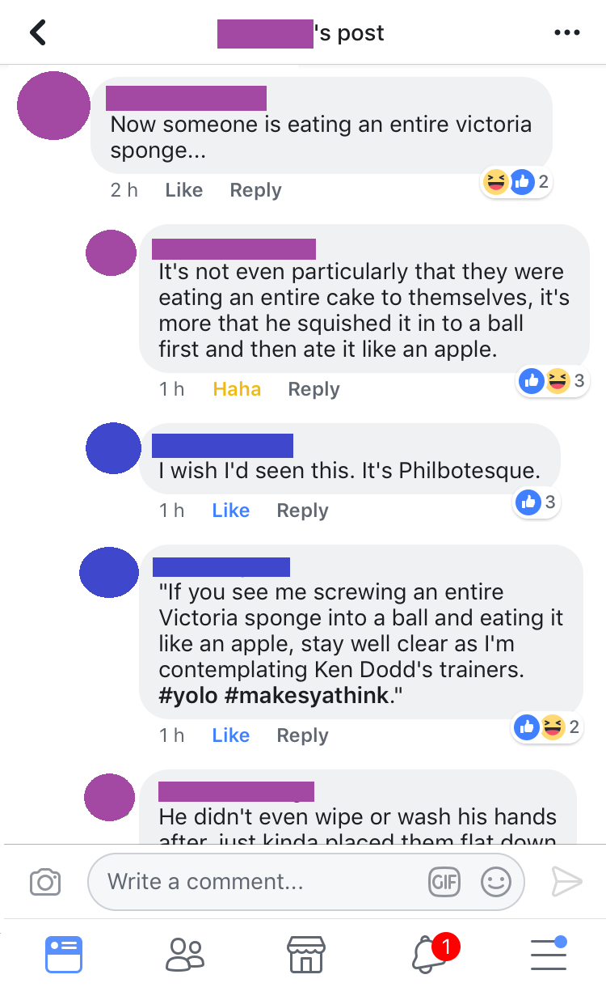 's post
Now someone is eating an entire victoria
sponge...
2 h Like Reply
2
It's not even particularly that they were
eating an entire cake to themselves, it's
more that he squished it in to a ball
first and then ate it like an apple.
1 h Haha Reply
3
I wish I'd seen this. It's Philbotesque.
1 h Like Reply
3
"If you see me screwing an entire
Victoria sponge into a ball and eating it
like an apple, stay well clear as I'm
contemplating Ken Dodd's trainers.
#yolo #makesyathink."
1 h Like Reply
2
He didn't even wipe or wash his hands
after, just kinda placed them flat down
Write a comment...
GIF
1